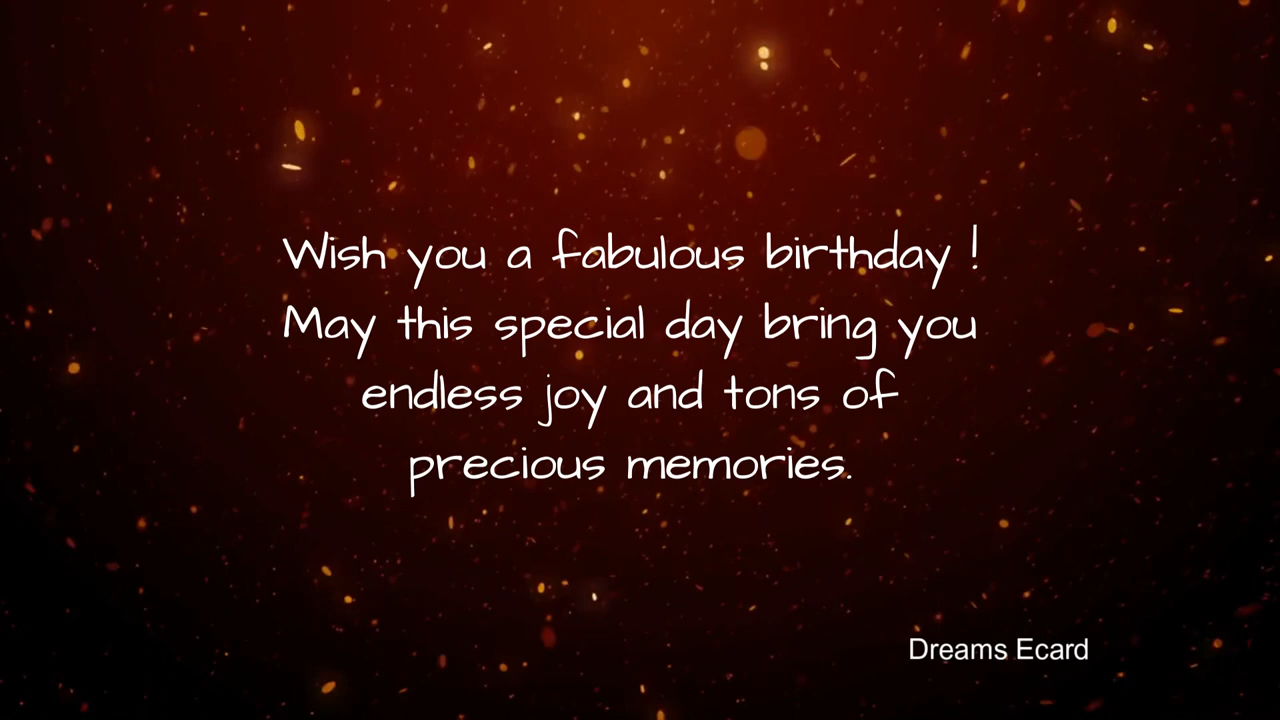 Wish you a fabulous birthday !
May this special day bring you
endless joy and tons of
precious memories.
Dreams Ecard